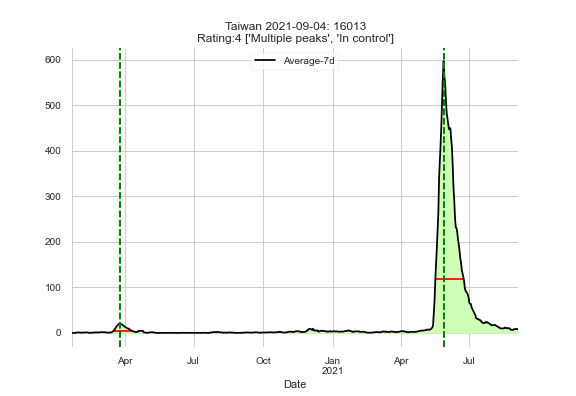 Taiwan 2021-09-04: 16013
Rating:4 ['Multiple peaks', 'In control']
Average-7d
600
500
400
300
200
100
0
Apr Jul Oct Jan Apr Jul
2021
Date